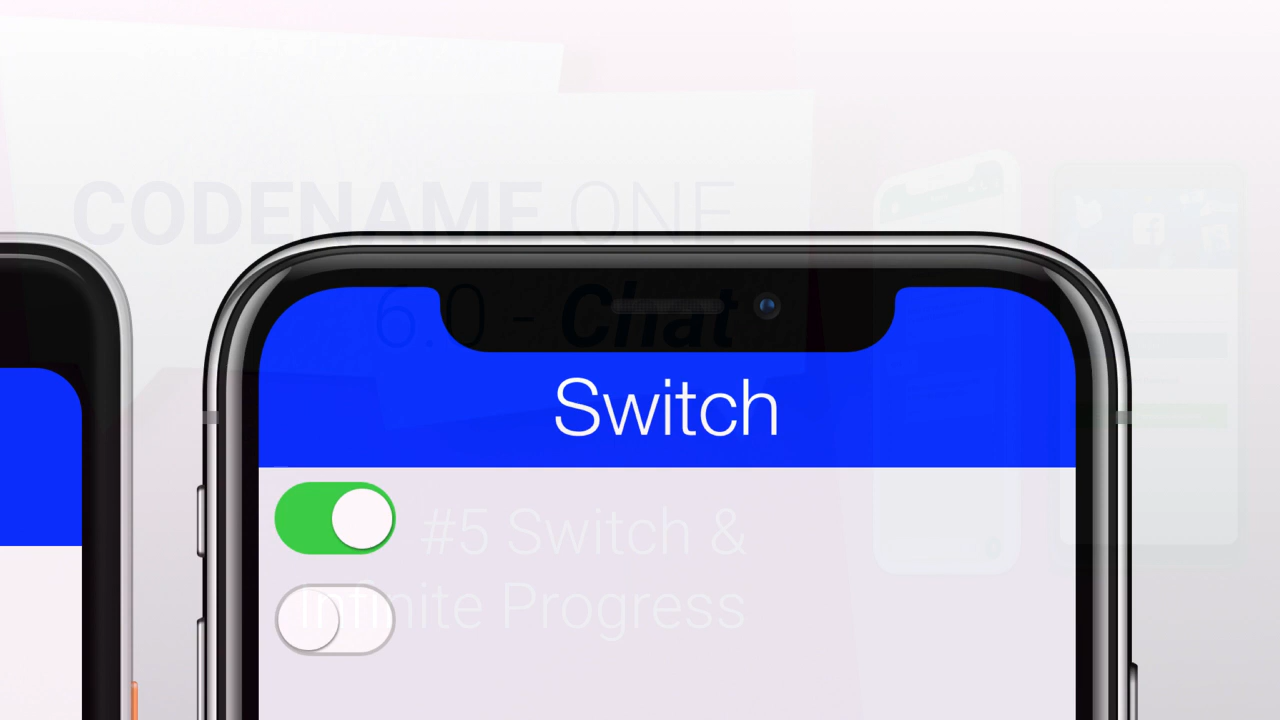 CODENAME ONE
6.0 - Chat
Switch
#5 Switch &
Infinite Progress